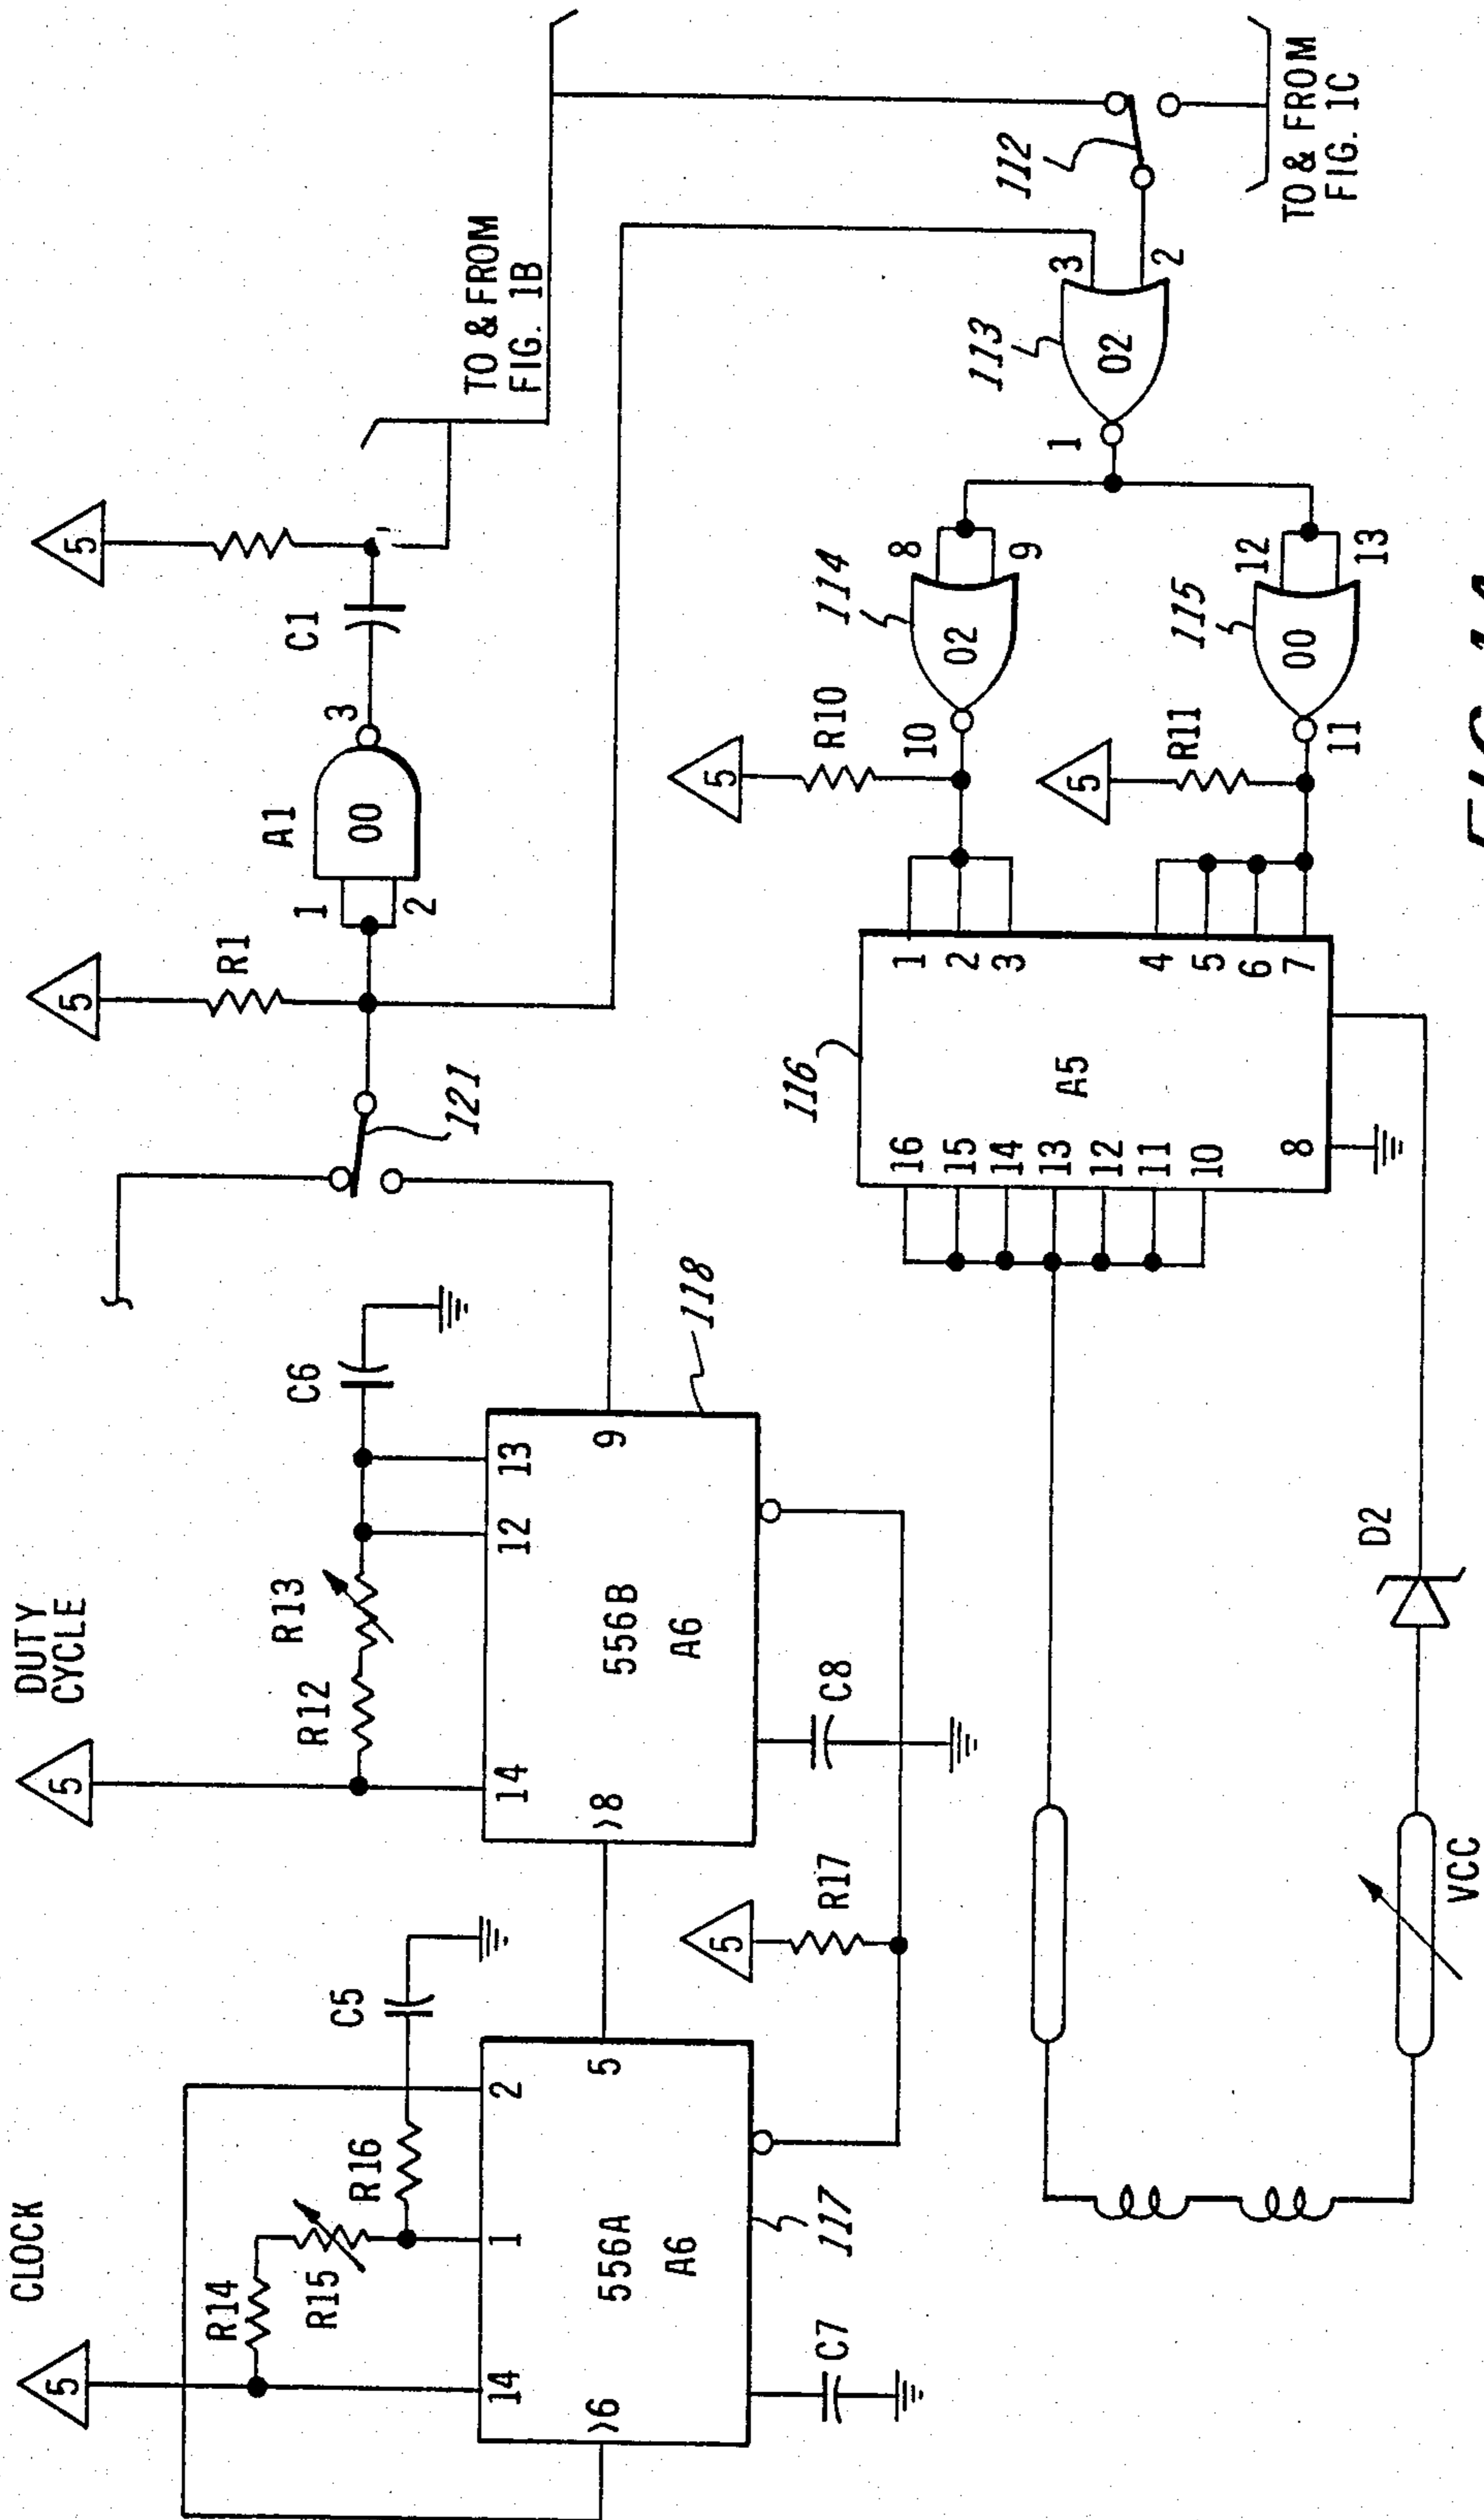 CLOCK
5
R14
R15
R16
C5
14
1
2
6
5
556A
A6
117
C7
DUTY
CYCLE
5
R12
R13
C6
14
12
13
8
9
556B
A6
118
C8
5
R17
121
5
R1
1
2
A1
00
3
C1
5
TO & FROM
FIG. 1B
112
TO & FROM
FIG. 1C
113
02
3
2
1
114
02
8
9
10
115
00
12
13
11
5
R10
5
R11
116
A5
16
15
14
13
12
11
10
8
1
2
3
4
5
6
7
D2
VCC